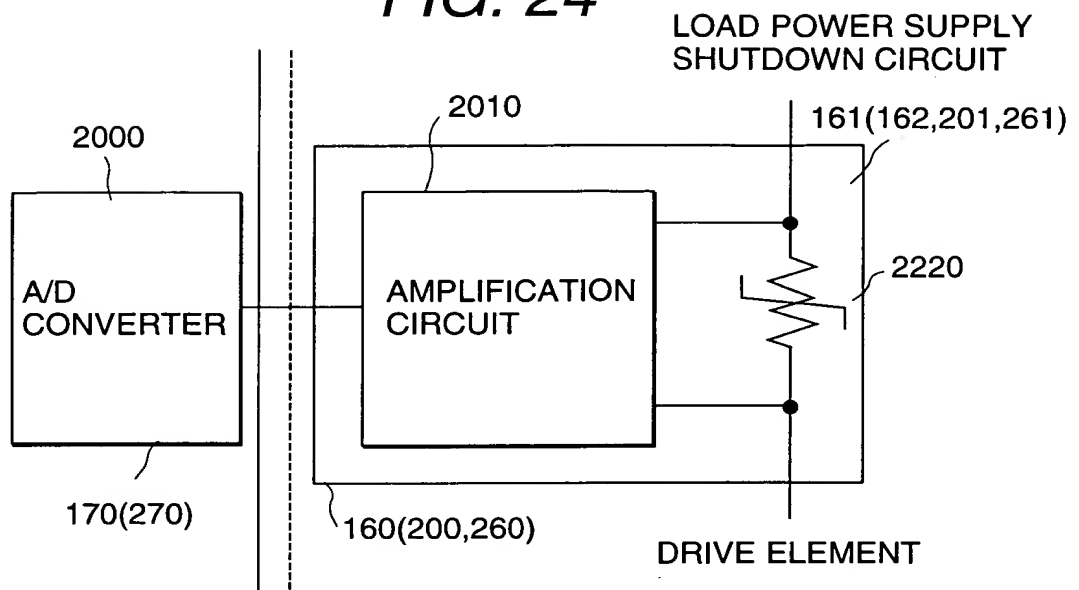 FIG. 24
LOAD POWER SUPPLY
SHUTDOWN CIRCUIT
2010
161(162,201,261)
2000
2220
A/D
CONVERTER
AMPLIFICATION
CIRCUIT
170(270)
160(200,260)
DRIVE ELEMENT